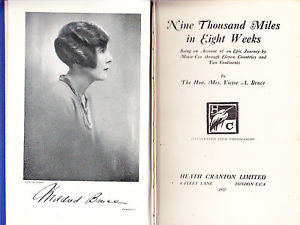 Mildred Bruce
Nine Thousand Miles
in Eight Weeks
Being an Account of an Epic Journey by
Motor-Car through Eleven Countries and
Two Continents
By
The Hon. Mrs. Victor A. Bruce
H
C
ILLUSTRATED FROM PHOTOGRAPHS
HEATH CRANTON LIMITED
6 FLEET LANE LONDON E.C.4
1927